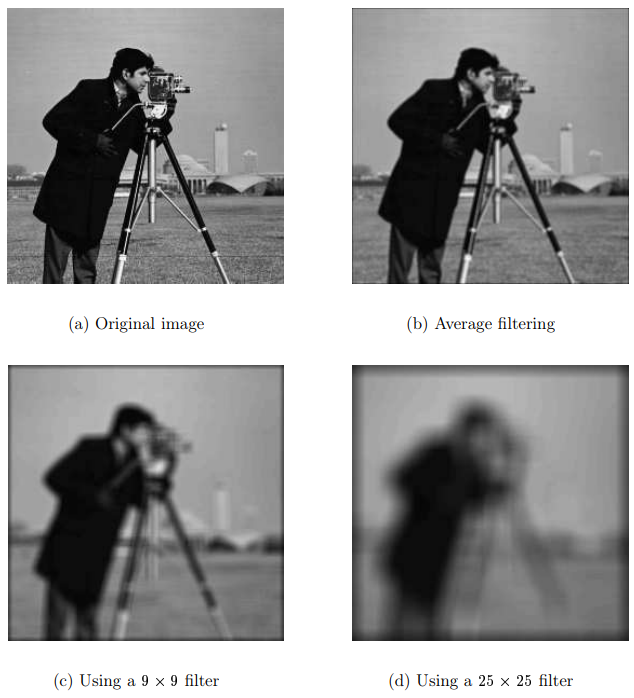 (a) Original image
(b) Average filtering
(c) Using a 9 × 9 filter
(d) Using a 25 × 25 filter